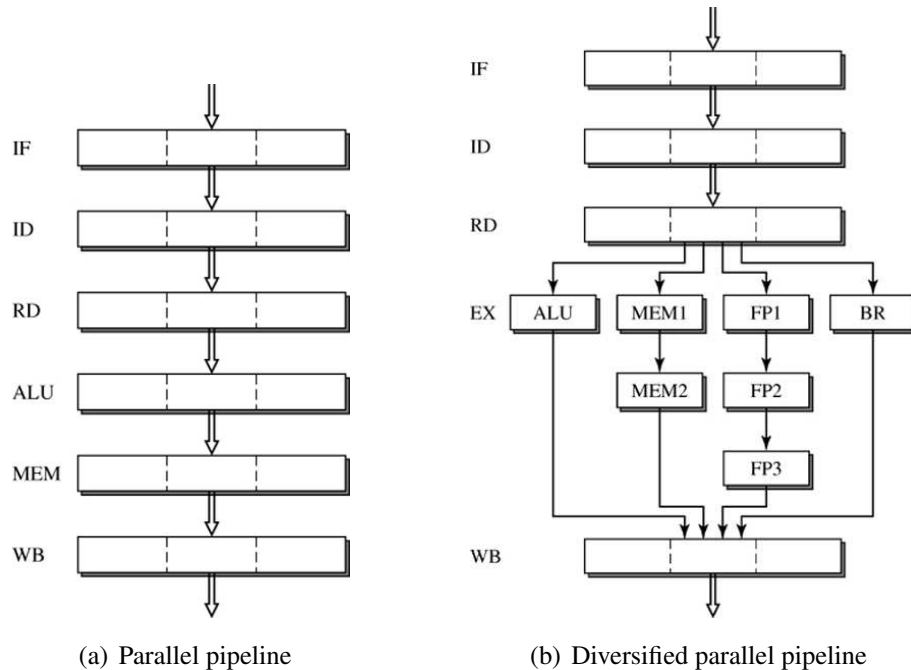 IF
ID
RD
ALU
MEM
WB
(a) Parallel pipeline
IF
ID
RD
EX ALU MEM1 FP1 BR
MEM2 FP2
FP3
WB
(b) Diversified parallel pipeline